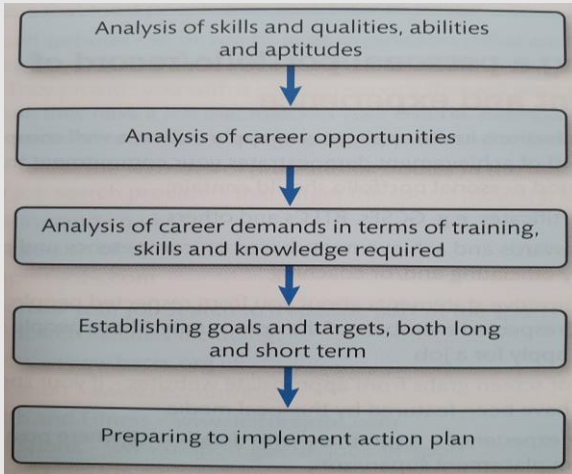 Analysis of skills and qualities, abilities
and aptitudes
Analysis of career opportunities
Analysis of career demands in terms of training,
skills and knowledge required
Establishing goals and targets, both long
and short term
Preparing to implement action plan